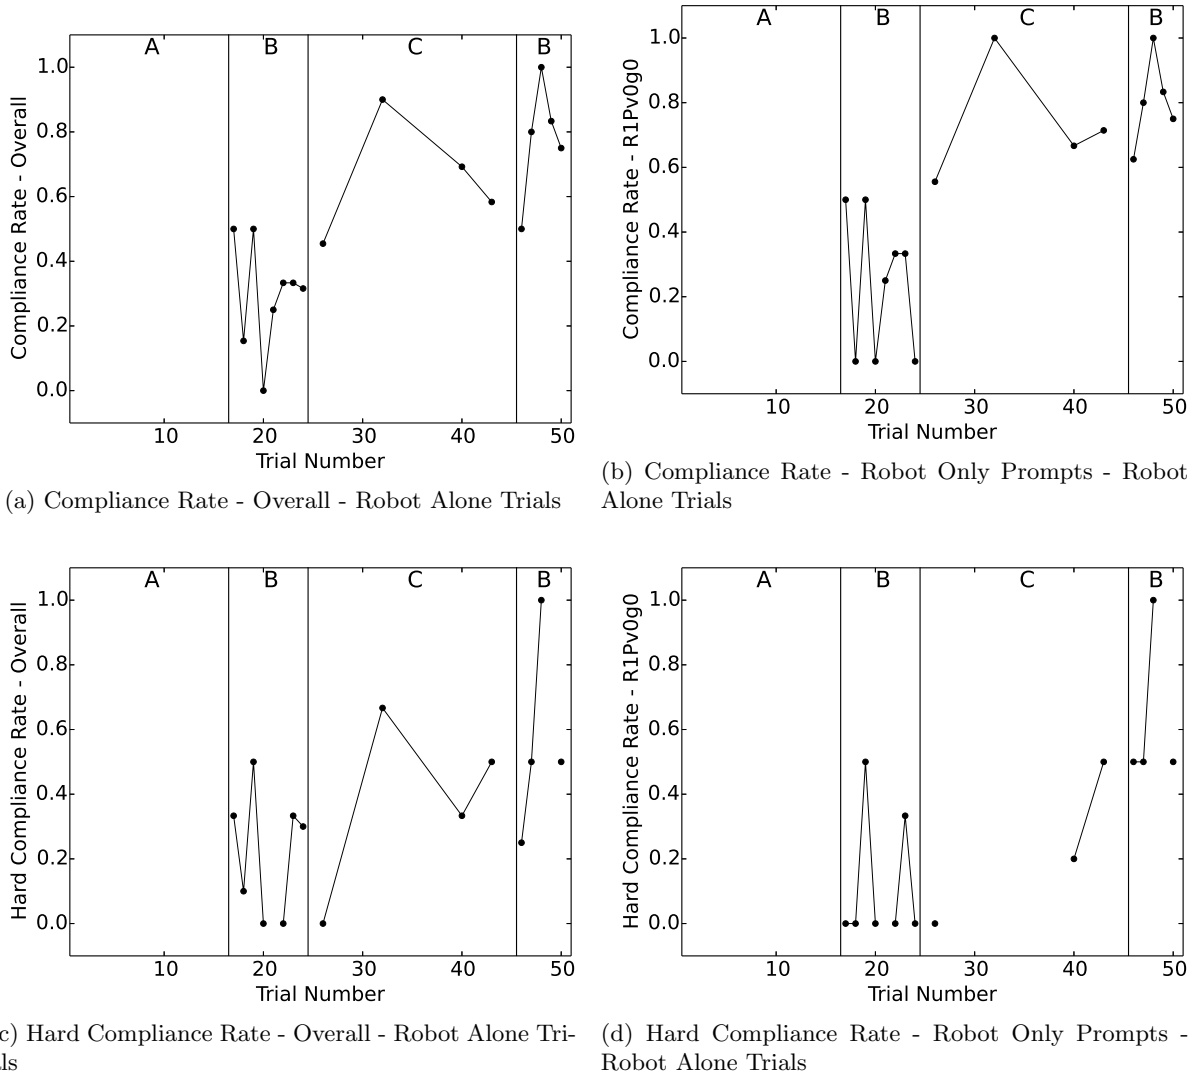 A B C B
1.0
0.8
0.6
0.4
0.2
0.0
Compliance Rate - Overall
10 20 30 40 50
Trial Number
(a) Compliance Rate - Overall - Robot Alone Trials
A B C B
1.0
0.8
0.6
0.4
0.2
0.0
Compliance Rate - R1Pv0g0
10 20 30 40 50
Trial Number
(b) Compliance Rate - Robot Only Prompts - Robot
Alone Trials
A B C B
1.0
0.8
0.6
0.4
0.2
0.0
Hard Compliance Rate - Overall
10 20 30 40 50
Trial Number
c) Hard Compliance Rate - Overall - Robot Alone Tri-
ls
A B C B
1.0
0.8
0.6
0.4
0.2
0.0
Hard Compliance Rate - R1Pv0g0
10 20 30 40 50
Trial Number
(d) Hard Compliance Rate - Robot Only Prompts -
Robot Alone Trials